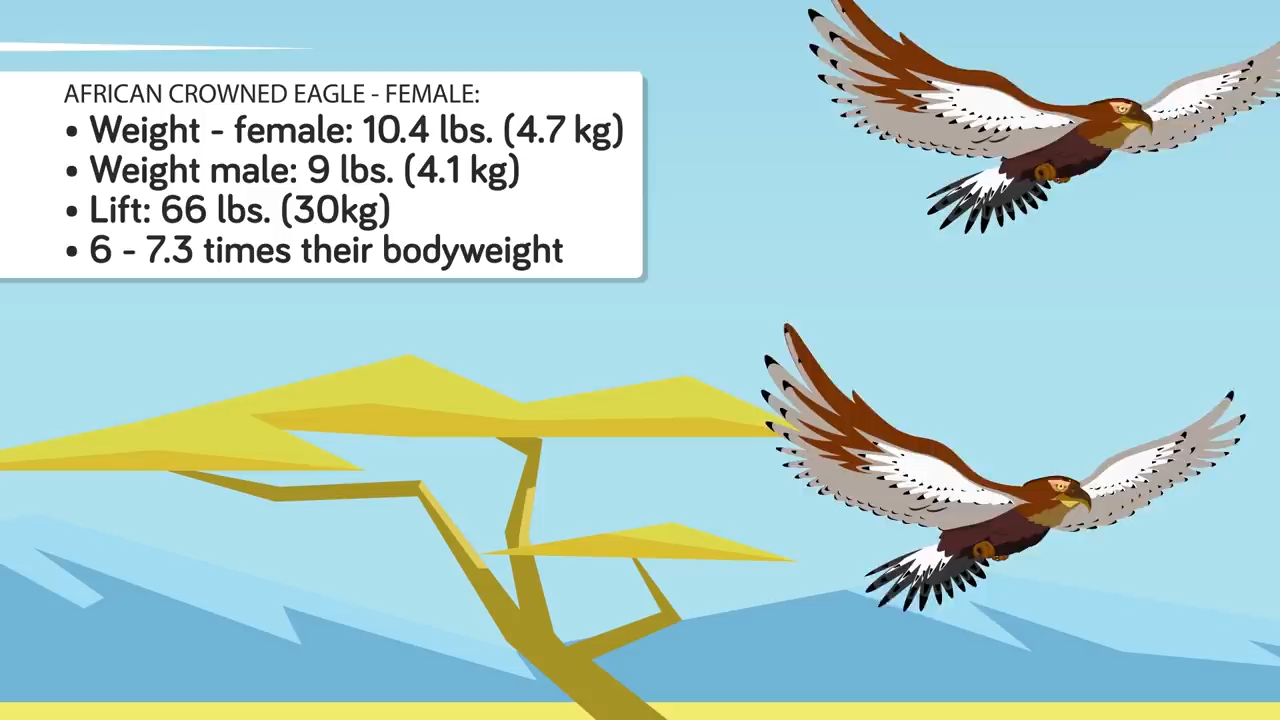 AFRICAN CROWNED EAGLE - FEMALE:
• Weight - female: 10.4 lbs. (4.7 kg)
• Weight male: 9 lbs. (4.1 kg)
• Lift: 66 lbs. (30kg)
• 6 - 7.3 times their bodyweight